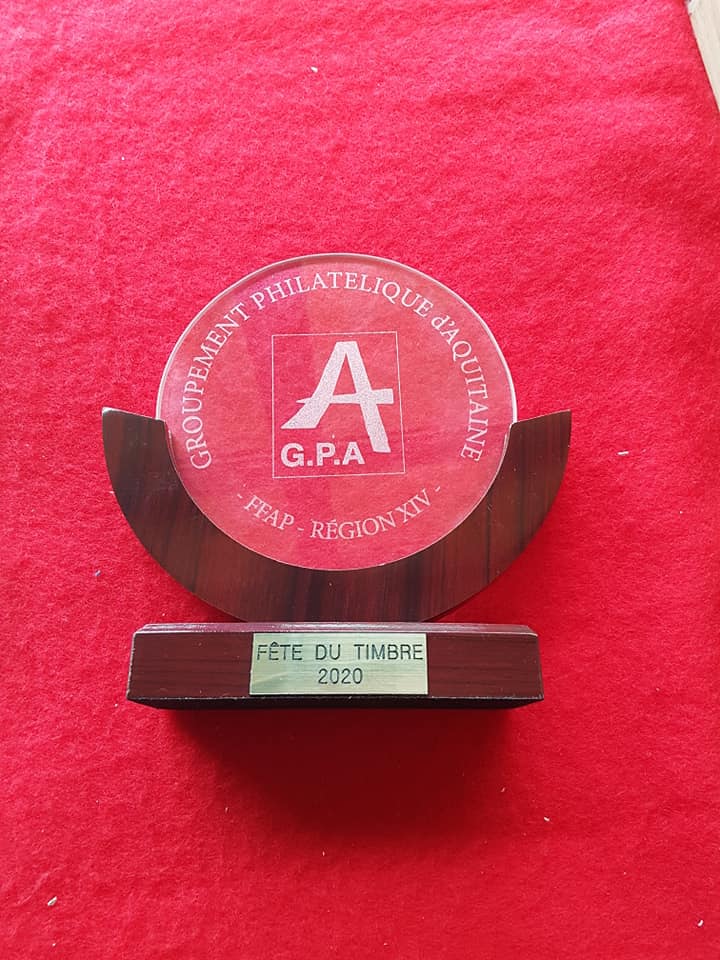 GROUPEMENT PHILATELIQUE d'AQUITAINE
A
G.P.A
- FFAP - RÉGION XIV -
FÊTE DU TIMBRE
2020